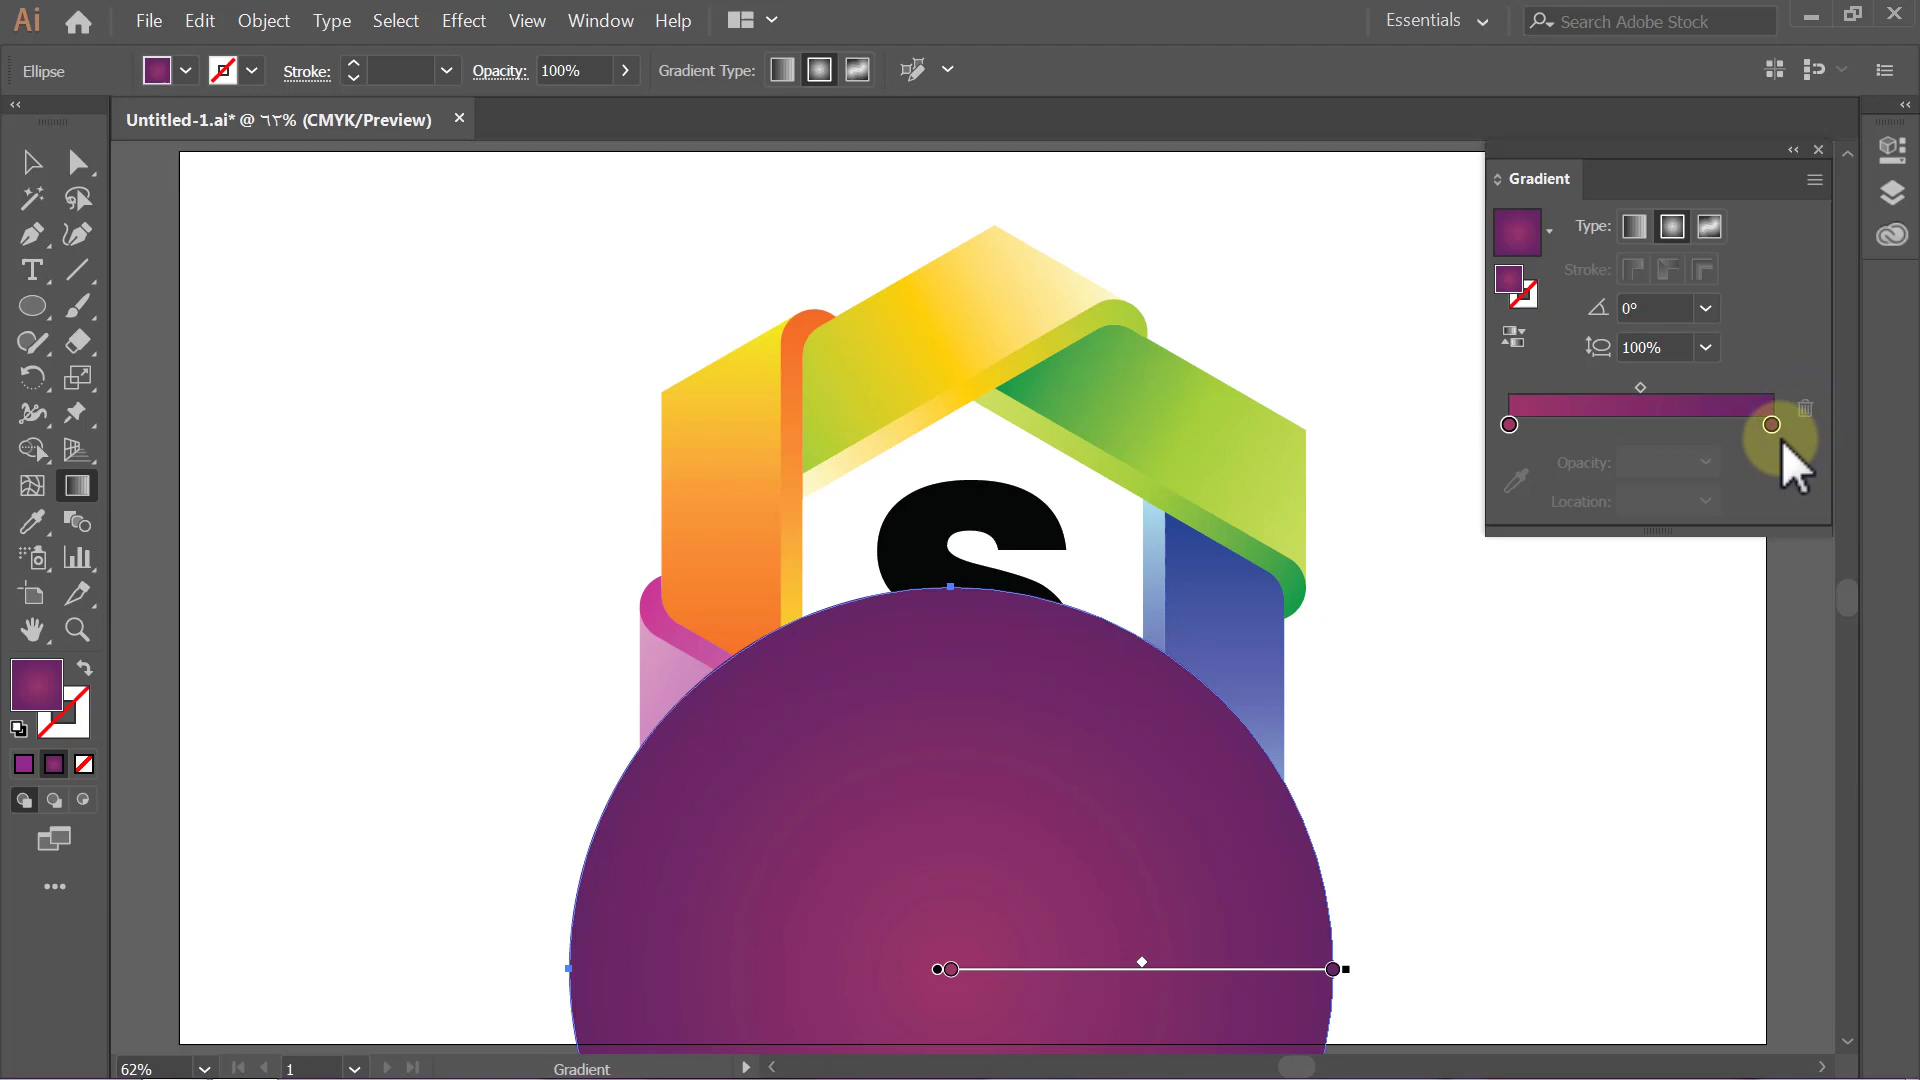 Ai File Edit Object Type Select Effect View Window Help Essentials Search Adobe Stock
Ellipse Stroke: Opacity: 100% Gradient Type:
Untitled-1.ai* @ ٦٢% (CMYK/Preview)
Gradient
Type:
Stroke:
0°
100%
Opacity:
Location:
S
62% 1 Gradient